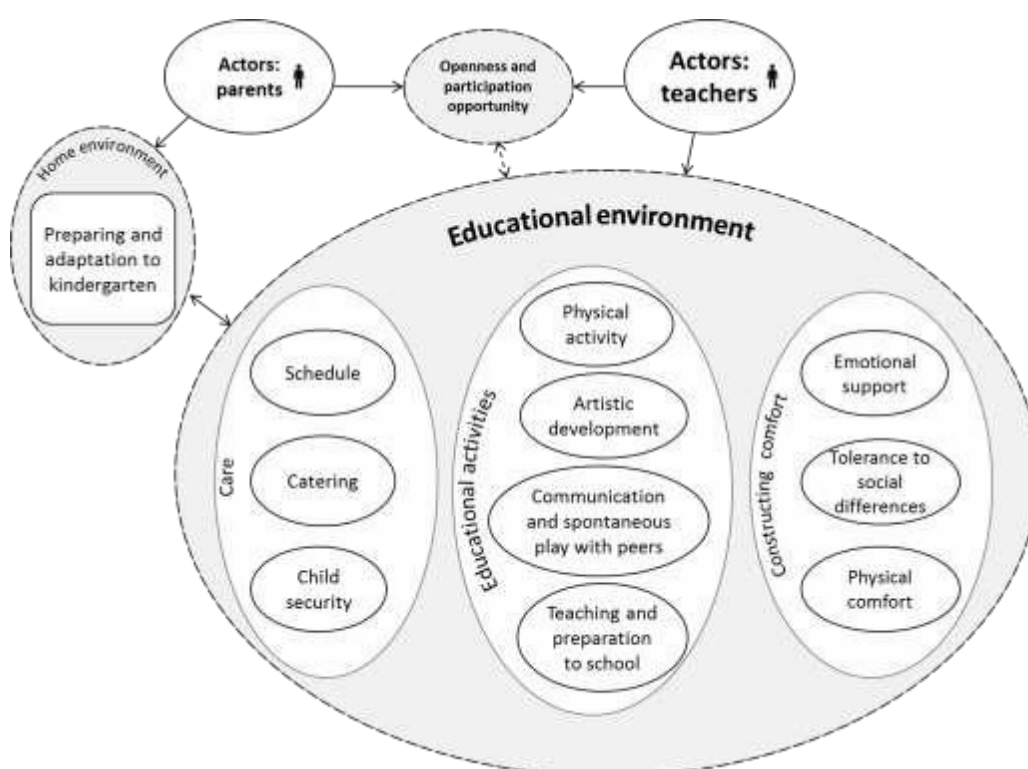 Actors:
parents
Openness and
participation
opportunity
Actors:
teachers
Home environment
Preparing and
adaptation to
kindergarten
Educational environment
Care
Schedule
Catering
Child
security
Educational activities
Physical
activity
Artistic
development
Communication
and spontaneous
play with peers
Teaching and
preparation
to school
Constructing comfort
Emotional
support
Tolerance to
social
differences
Physical
comfort